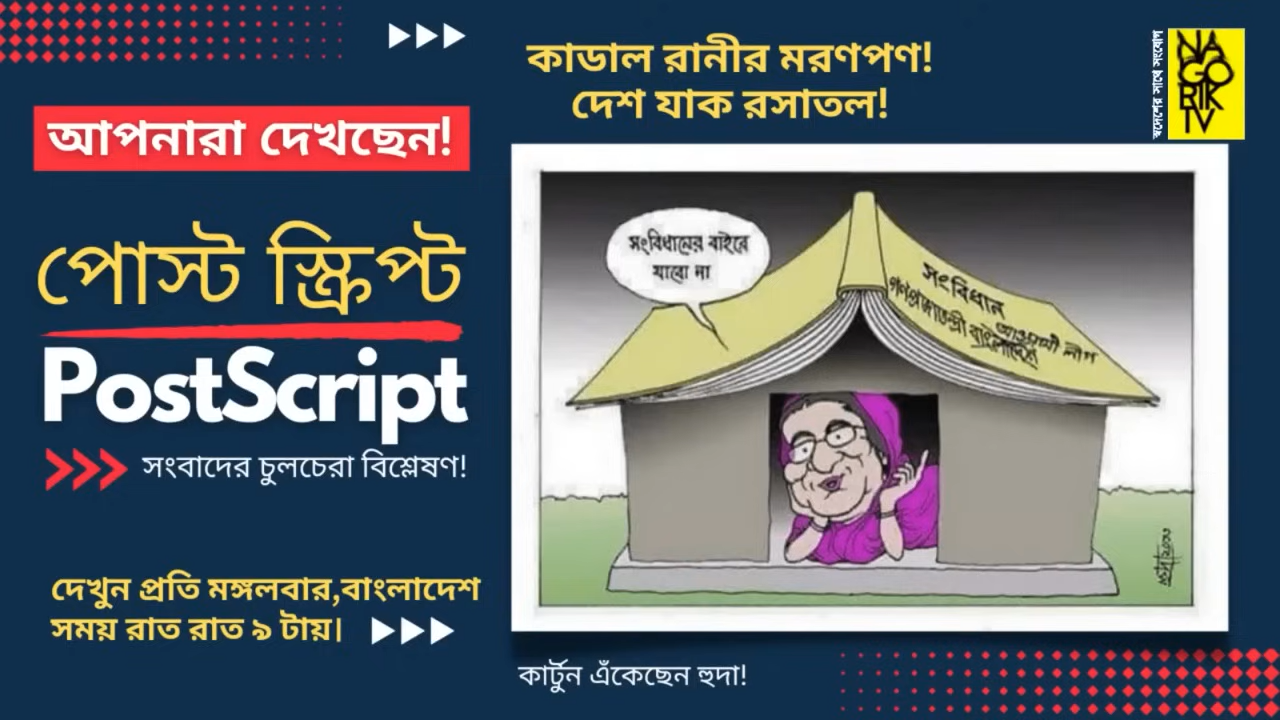 কাডাল রানীর মরণপণ!
দেশ যাক রসাতল!
NAGORIK TV
আপনারা দেখছেন!
পোস্ট স্ক্রিপ্ট
PostScript
সংবাদের চুলচেরা বিশ্লেষণ!
দেখুন প্রতি মঙ্গলবার,বাংলাদেশ
সময় রাত রাত ৯ টায়।
সংবিধানের বাইরে
যাবো না
সংবিধান
গণপ্রজাতন্ত্রী বাংলাদেশ
আওয়ামী লীগ
কার্টুন এঁকেছেন হুদা!